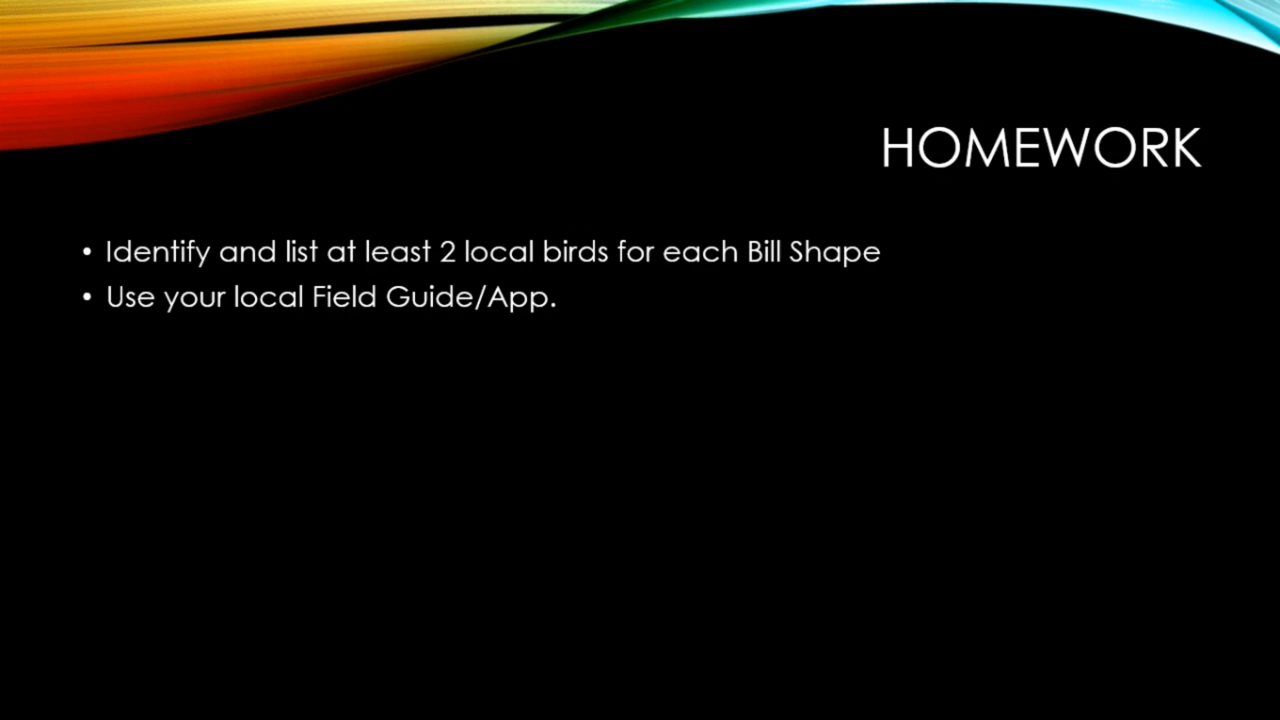 HOMEWORK
• Identify and list at least 2 local birds for each Bill Shape
• Use your local Field Guide/App.